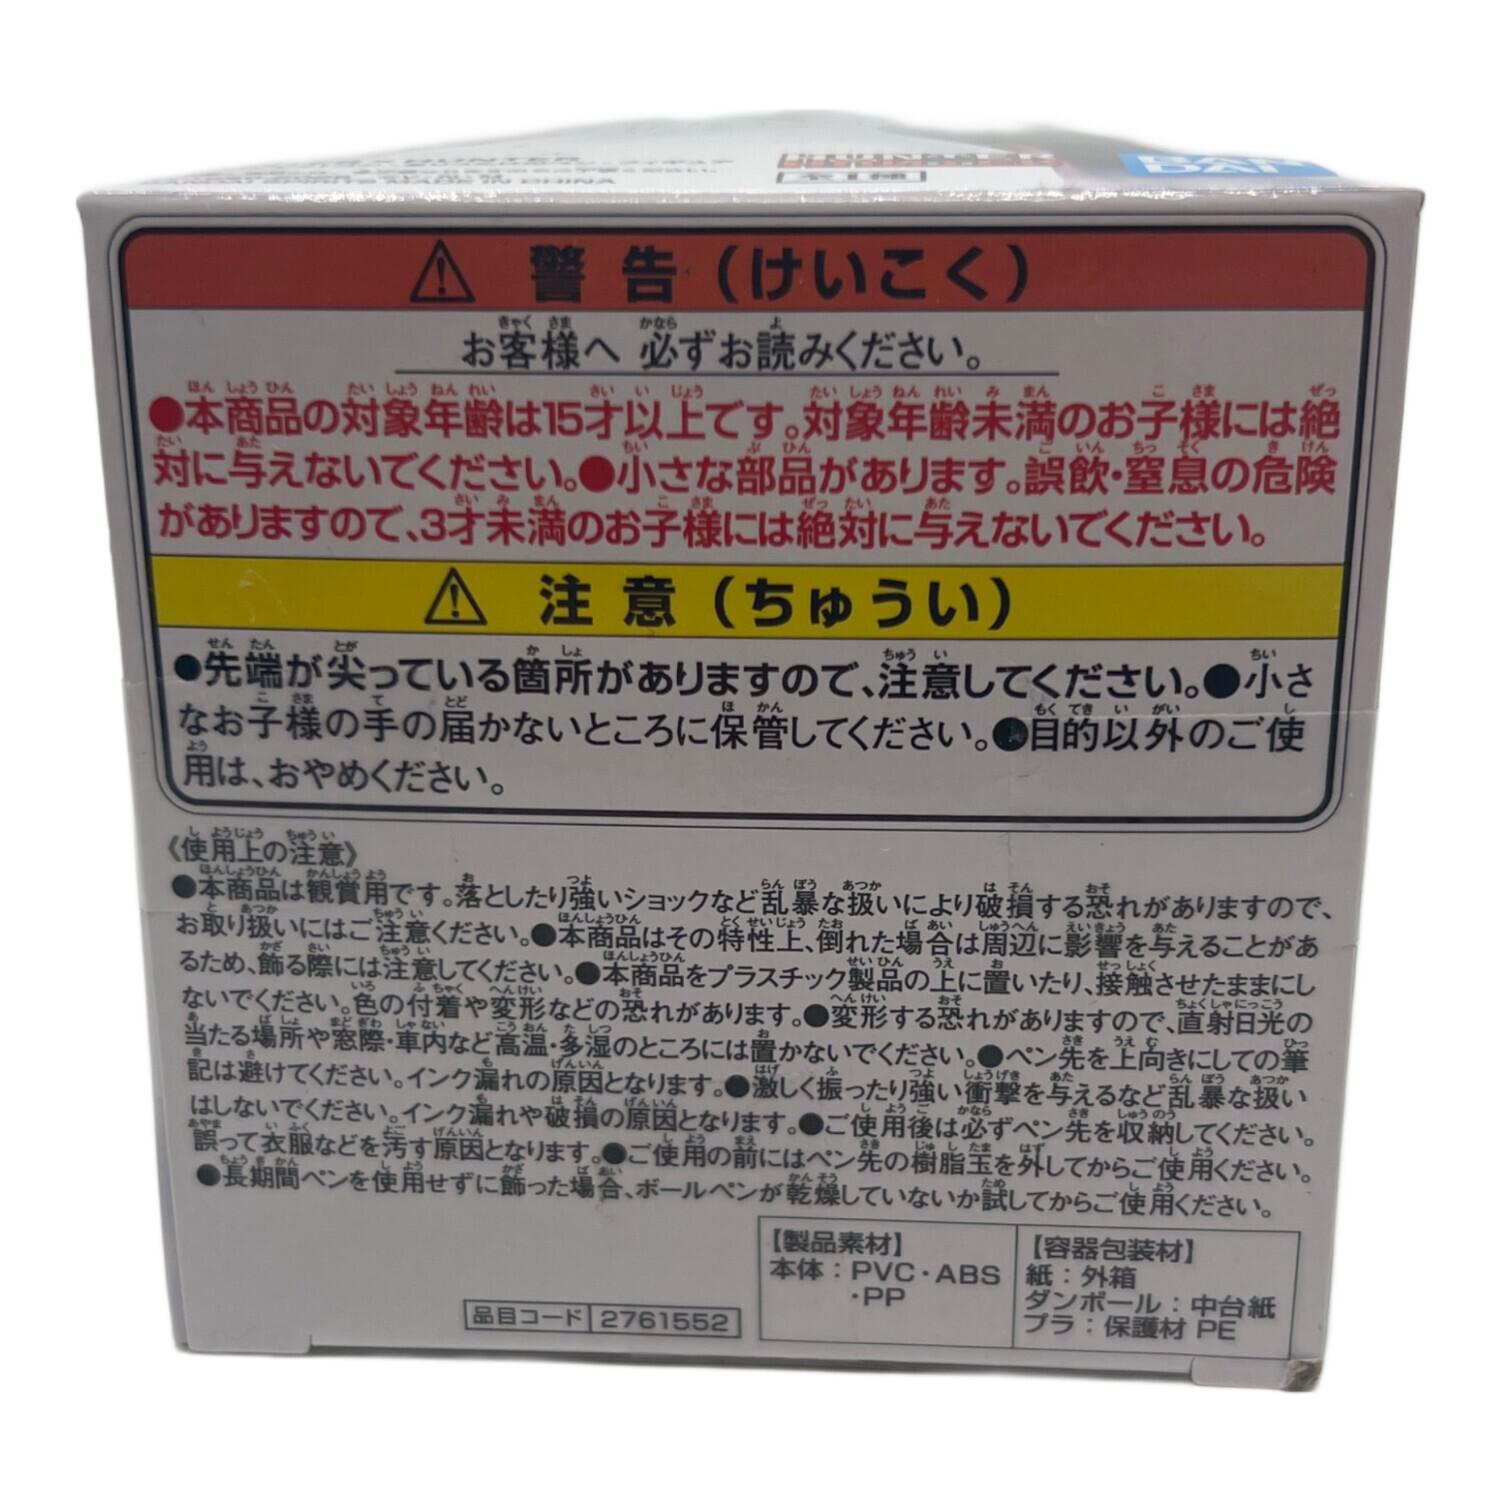 HUNTER
MADE IN CHINA
全1種
BAN
DAI
警告（けいこく）
お客様へ 必ずお読みください。
●本商品の対象年齢は15才以上です。対象年齢未満のお子様には絶
対に与えないでください。●小さな部品があります。誤飲・窒息の危険
がありますので、3才未満のお子様には絶対に与えないでください。
注意（ちゅうい）
●先端が尖っている箇所がありますので、注意してください。●小さ
なお子様の手の届かないところに保管してください。●目的以外のご使
用は、おやめください。
《使用上の注意》
●本商品は観賞用です。落としたり強いショックなど乱暴な扱いにより破損する恐れがありますので、
お取り扱いにはご注意ください。●本商品はその特性上、倒れた場合は周辺に影響を与えることがあ
るため、飾る際には注意してください。●本商品をプラスチック製品の上に置いたり、接触させたままにし
ないでください。色の付着や変形などの恐れがあります。●変形する恐れがありますので、直射日光の
当たる場所や窓際・車内など高温・多湿のところには置かないでください。●ペン先を上向きにしての筆
記は避けてください。インク漏れの原因となります。●激しく振ったり強い衝撃を与えるなど乱暴な扱い
はしないでください。インク漏れや破損の原因となります。●ご使用後は必ずペン先を収納してください。
誤って衣服などを汚す原因となります。●ご使用の前にはペン先の樹脂玉を外してからご使用ください。
●長期間ペンを使用せずに飾った場合、ボールペンが乾燥していないか試してからご使用ください。
【製品素材】
本体：PVC・ABS
・PP
【容器包装材】
紙：外箱
ダンボール：中台紙
プラ：保護材 PE
品目コード 2761552